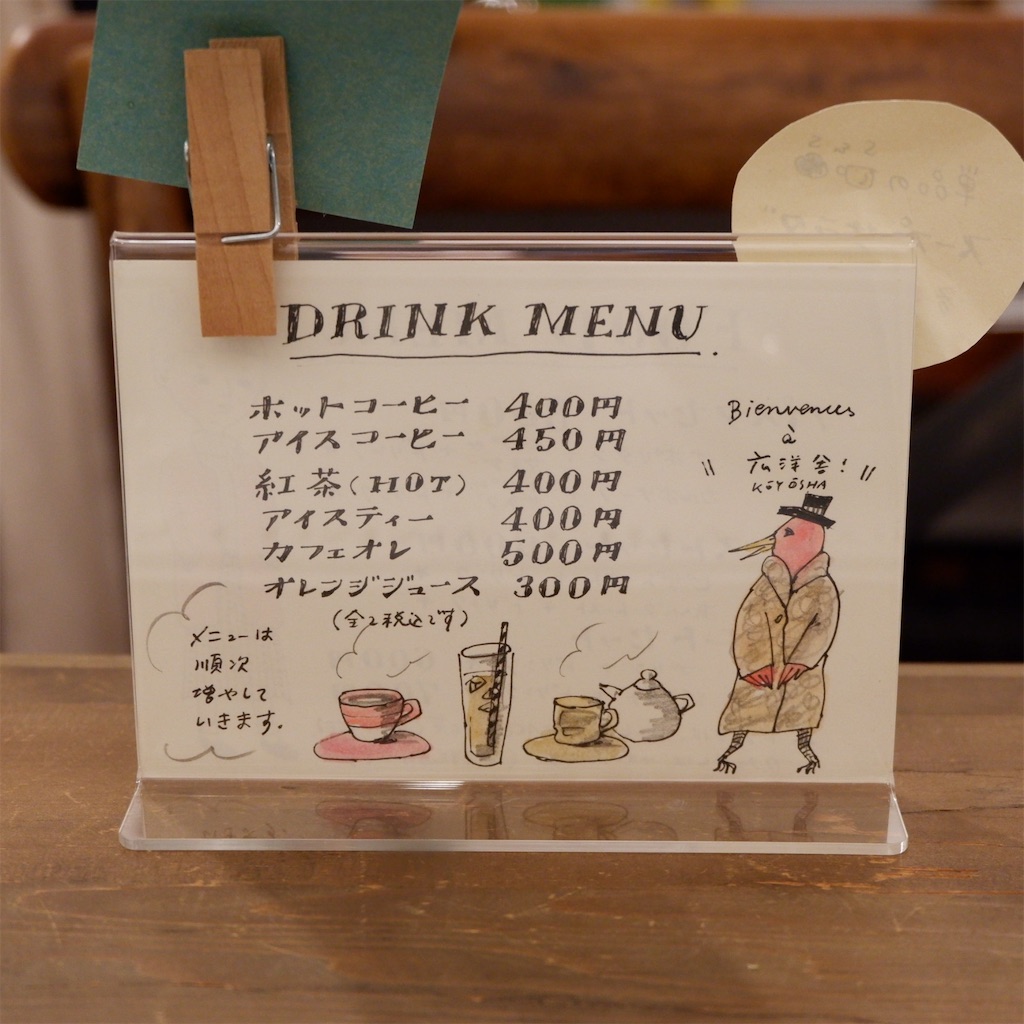 DRINK MENU.
ホットコーヒー 400円
アイスコーヒー 450円
紅茶(HOT) 400円
アイスティー 400円
カフェオレ 500円
オレンジジュース 300円
(全て税込です)
メニューは
順次
増やして
いきます。
Bienvenues
à
"広洋舎!"
KŌYŌSHA